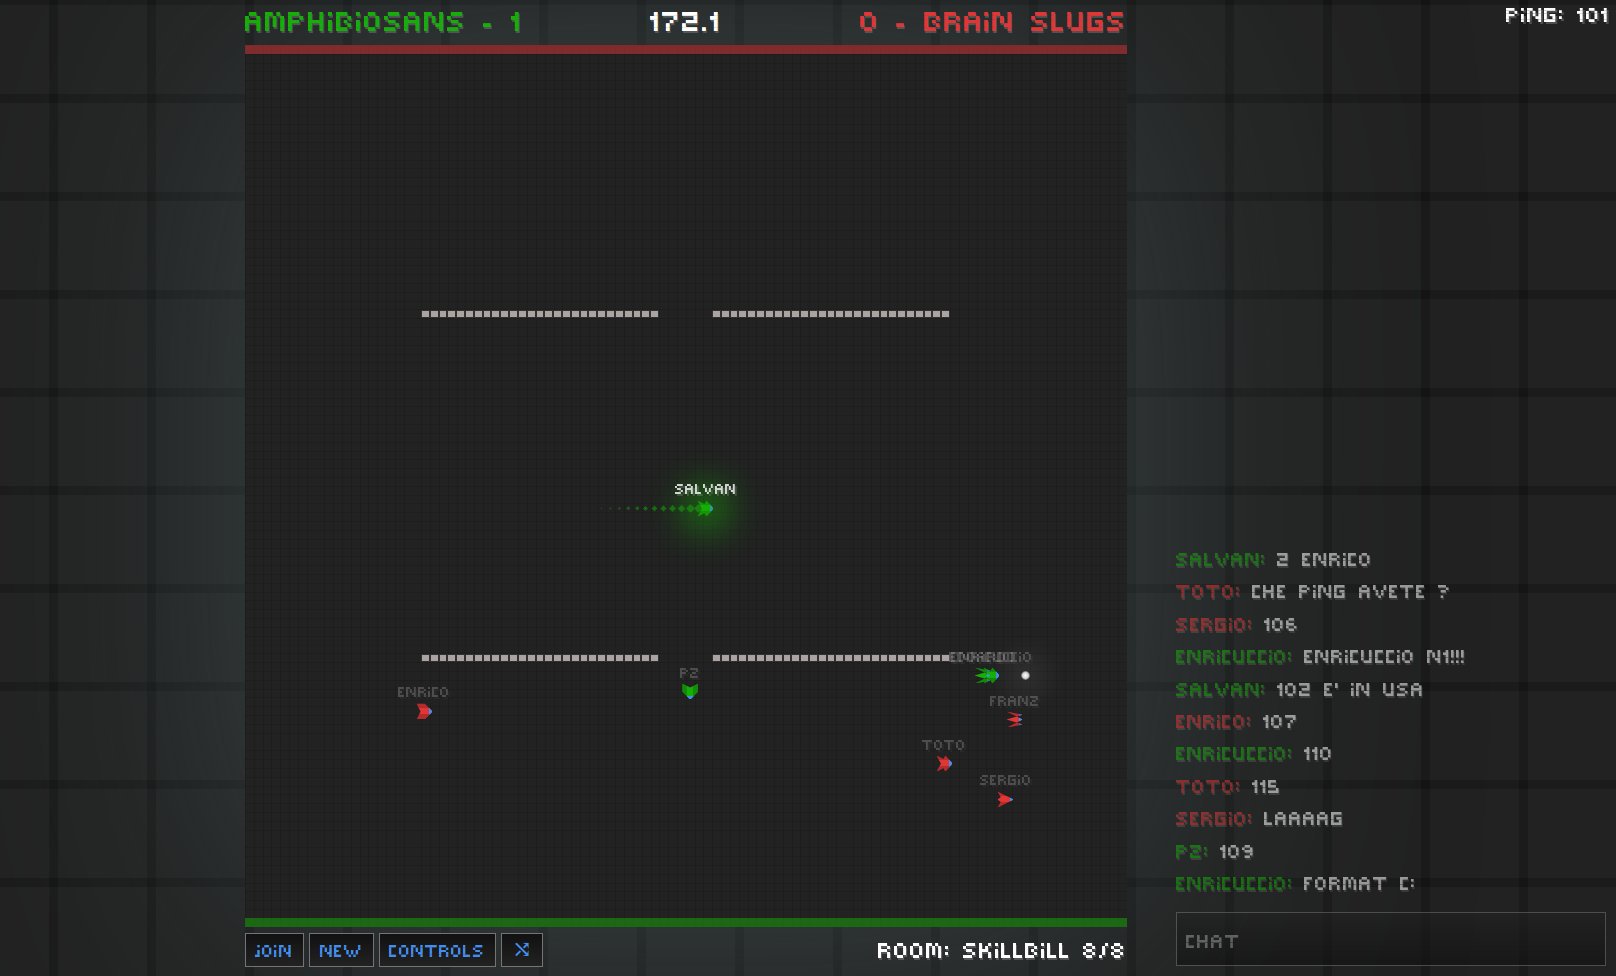 AMPHiBiOSANS - 1
172.1
0 - BRAiN SLUGS
PiNG: 101
SALVAN
PZ
ENRiCO
FRANZ
TOTO
SERGiO
SALVAN: 2 ENRiCO
TOTO: CHE PiNG AVETE ?
SERGiO: 106
ENRiCUCCiO: ENRiCUCCiO N1!!!
SALVAN: 102 E' iN USA
ENRiCO: 107
ENRiCUCCiO: 110
TOTO: 115
SERGiO: LAAAAG
PZ: 109
ENRiCUCCiO: FORMAT C:
CHAT
JOiN
NEW
CONTROLS
ROOM: SKiLLBiLL 8/8